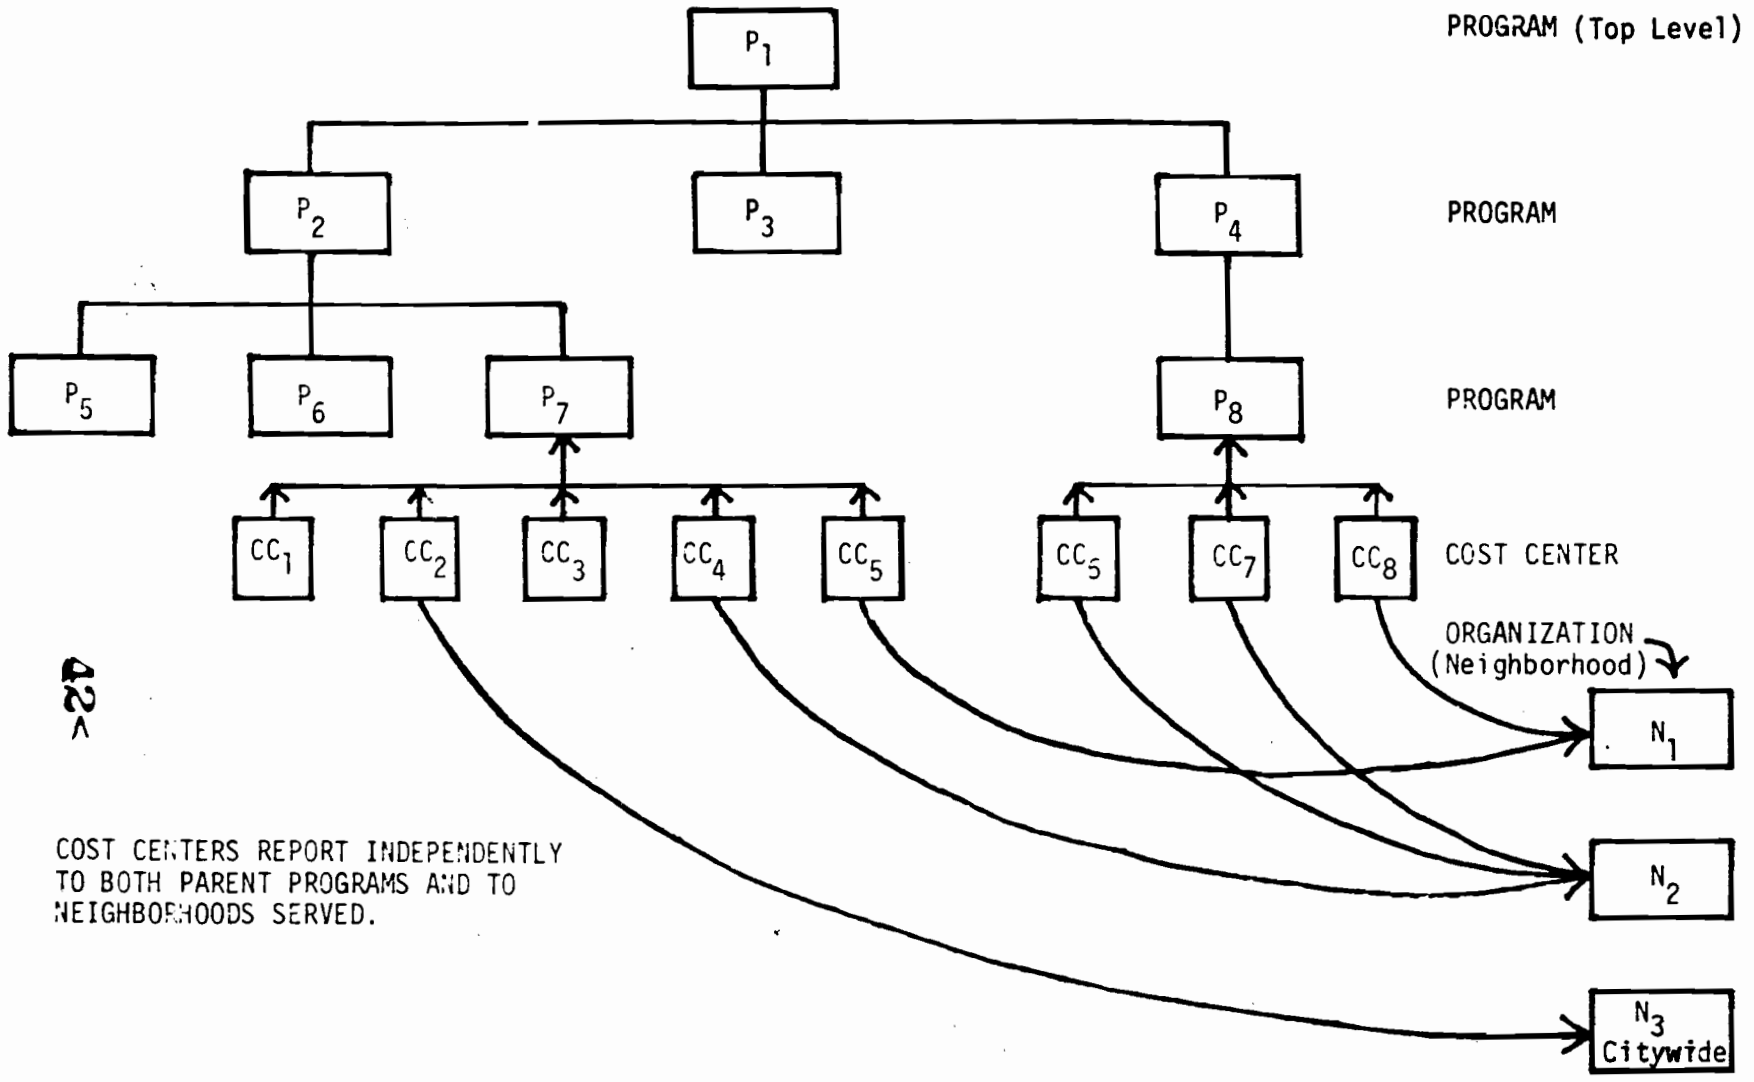 P1
PROGRAM (Top Level)
P2
P3
P4
PROGRAM
P5
P6
P7
P8
PROGRAM
CC1
CC2
CC3
CC4
CC5
CC5
CC7
CC8
COST CENTER
ORGANIZATION
(Neighborhood)
N1
42<
COST CENTERS REPORT INDEPENDENTLY
TO BOTH PARENT PROGRAMS AND TO
NEIGHBORHOODS SERVED.
N2
N3
Citywide